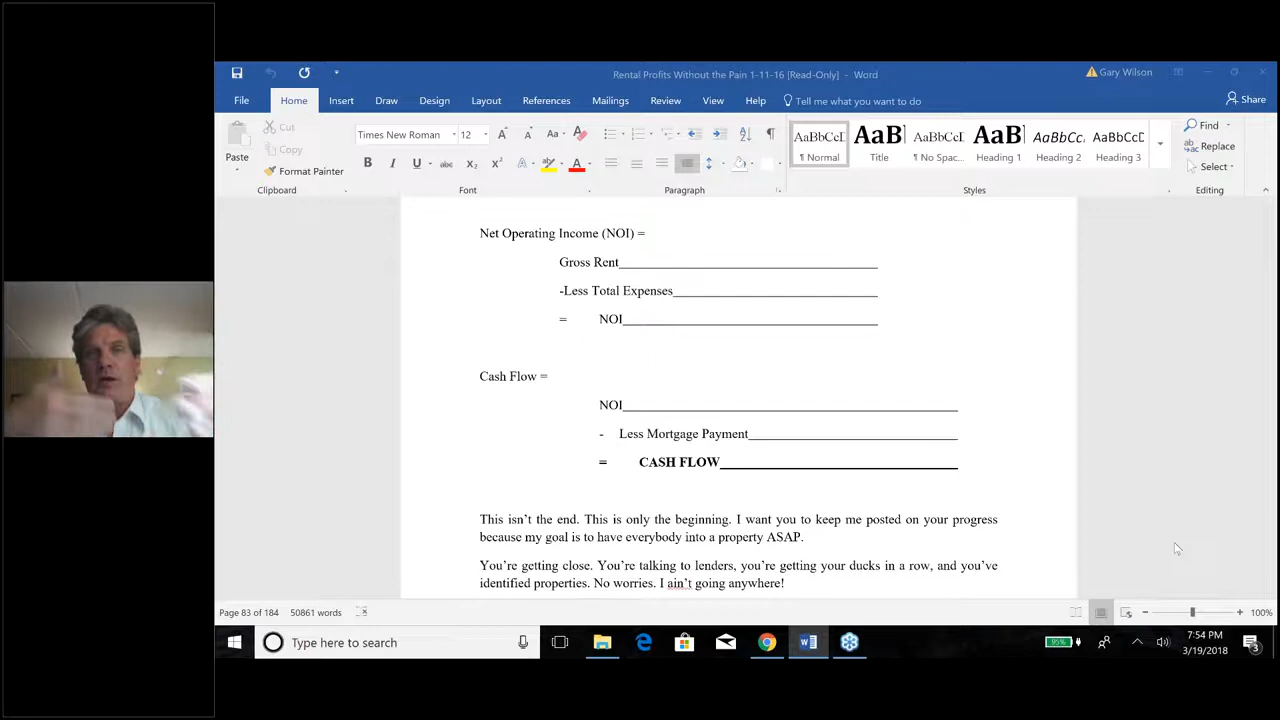 Rental Profits Without the Pain 1-11-16 [Read-Only] - Word
Gary Wilson
File Home Insert Draw Design Layout References Mailings Review View Help Tell me what you want to do
Share
Paste
Cut
Copy
Format Painter
Clipboard
Times New Roman 12
Font
Paragraph
AaBbCcD AaB AaBbCcD AaB AaBbCc AaBbCcD
¶ Normal Title ¶ No Spac... Heading 1 Heading 2 Heading 3
Styles
Find
Replace
Select
Editing
Net Operating Income (NOI) =
Gross Rent
-Less Total Expenses
= NOI
Cash Flow =
NOI
- Less Mortgage Payment
= CASH FLOW
This isn't the end. This is only the beginning. I want you to keep me posted on your progress
because my goal is to have everybody into a property ASAP.
You're getting close. You're talking to lenders, you're getting your ducks in a row, and you've
identified properties. No worries. I ain't going anywhere!
Page 83 of 184 50861 words
100%
Type here to search
95%
7:54 PM
3/19/2018
3